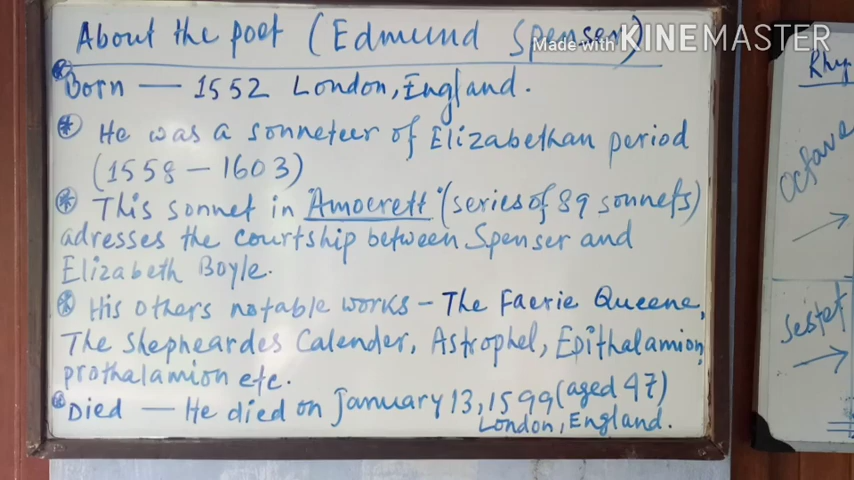 About the poet (Edmund Spenser)
Made with KINEMASTER
Born — 1552 London, England.
He was a sonneteer of Elizabethan period
(1558 – 1603)
This sonnet in "Amoerett" (series of 89 sonnets)
adresses the courtship between Spenser and
Elizabeth Boyle.
His others notable works – The Faerie Queene,
The Shepheardes Calender, Astrophel, Epithalamion,
prothalamion etc.
Died — He died on January 13, 1599 (aged 47)
London, England.
Rhy
Octave
Sestet